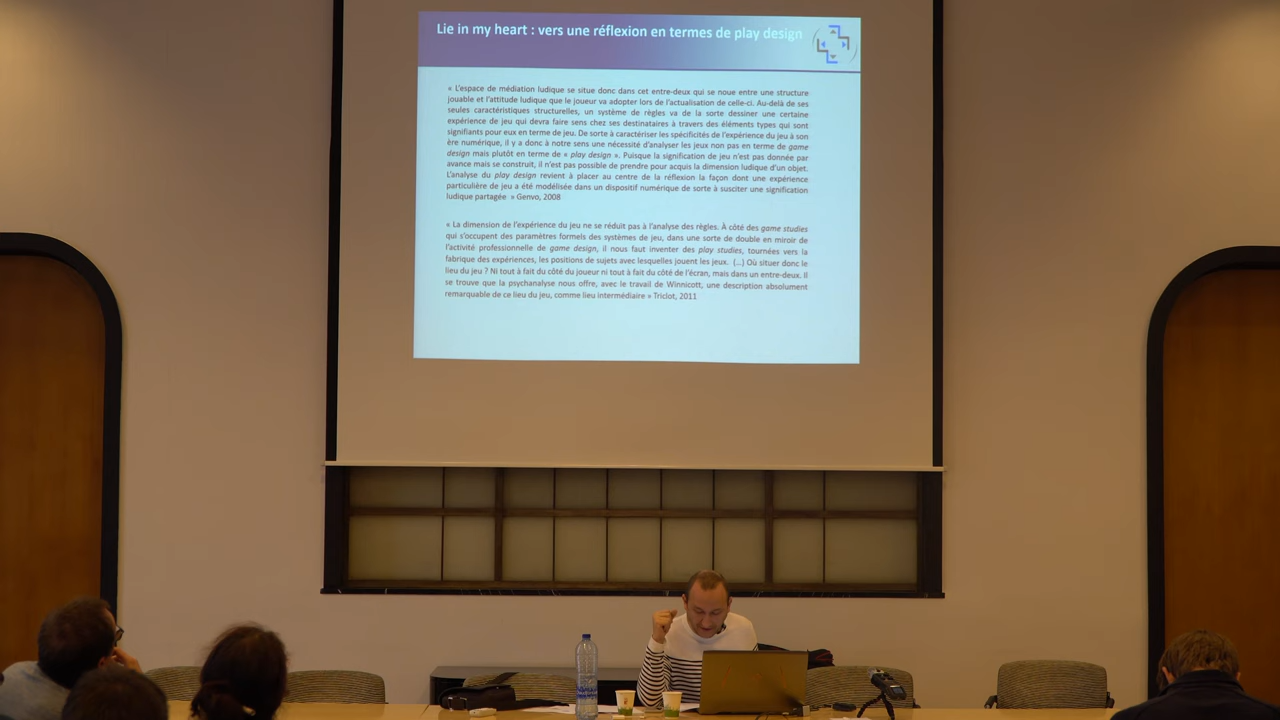 Lie in my heart : vers une réflexion en termes de play design
« L'espace de médiation ludique se situe donc dans cet entre-deux qui se noue entre une structure
jouable et l'attitude ludique que le joueur va adopter lors de l'actualisation de celle-ci. Au-delà de ses
seules caractéristiques structurelles, un système de règles va de la sorte dessiner une certaine
expérience de jeu qui devra faire sens chez ses destinataires à travers des éléments types qui sont
signifiants pour eux en terme de jeu. De sorte à caractériser les spécificités de l'expérience du jeu à son
ère numérique, il y a donc à notre sens une nécessité d'analyser les jeux non pas en terme de game
design mais plutôt en terme de « play design ». Puisque la signification de jeu n'est pas donnée par
avance mais se construit, il n'est pas possible de prendre pour acquis la dimension ludique d'un objet.
L'analyse du play design revient à placer au centre de la réflexion la façon dont une expérience
particulière de jeu a été modélisée dans un dispositif numérique de sorte à susciter une signification
ludique partagée » Genvo, 2008
« La dimension de l'expérience du jeu ne se réduit pas à l'analyse des règles. À côté des game studies
qui s'occupent des paramètres formels des systèmes de jeu, dans une sorte de double en miroir de
l'activité professionnelle de game design, il nous faut inventer des play studies, tournées vers la
fabrique des expériences, les positions de sujets avec lesquelles jouent les jeux. (...) Où situer donc le
lieu du jeu ? Ni tout à fait du côté du joueur ni tout à fait du côté de l'écran, mais dans un entre-deux. Il
se trouve que la psychanalyse nous offre, avec le travail de Winnicott, une description absolument
remarquable de ce lieu du jeu, comme lieu intermédiaire » Triclot, 2011